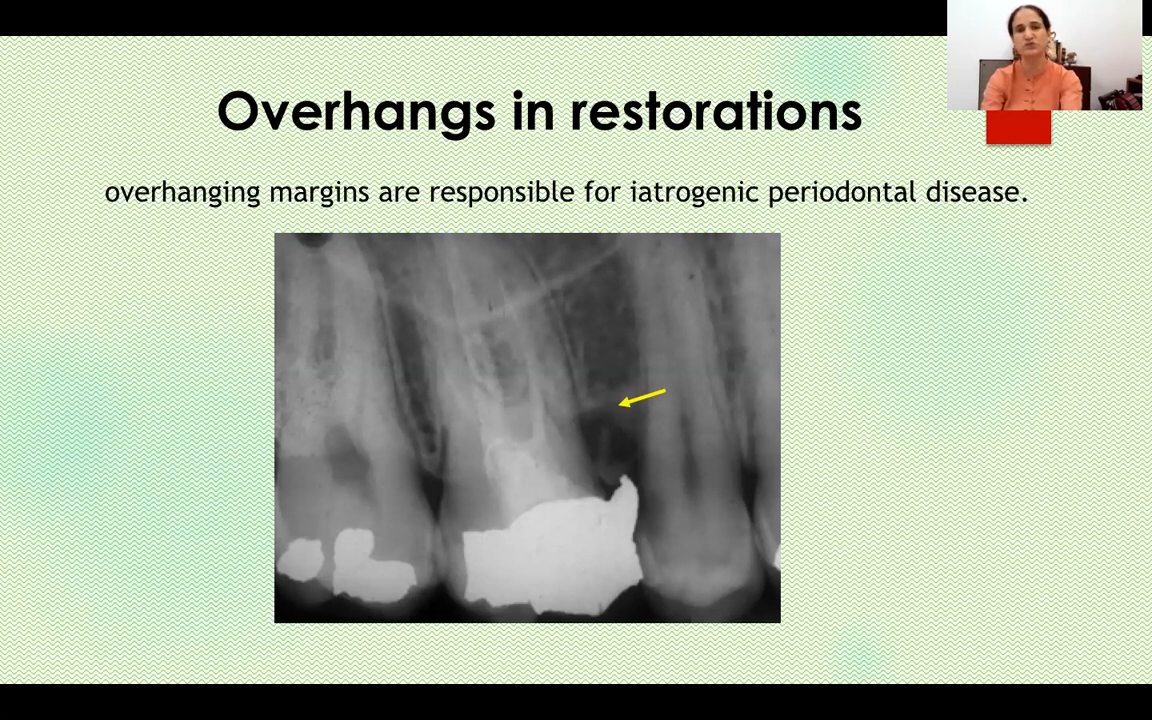 Overhangs in restorations
overhanging margins are responsible for iatrogenic periodontal disease.